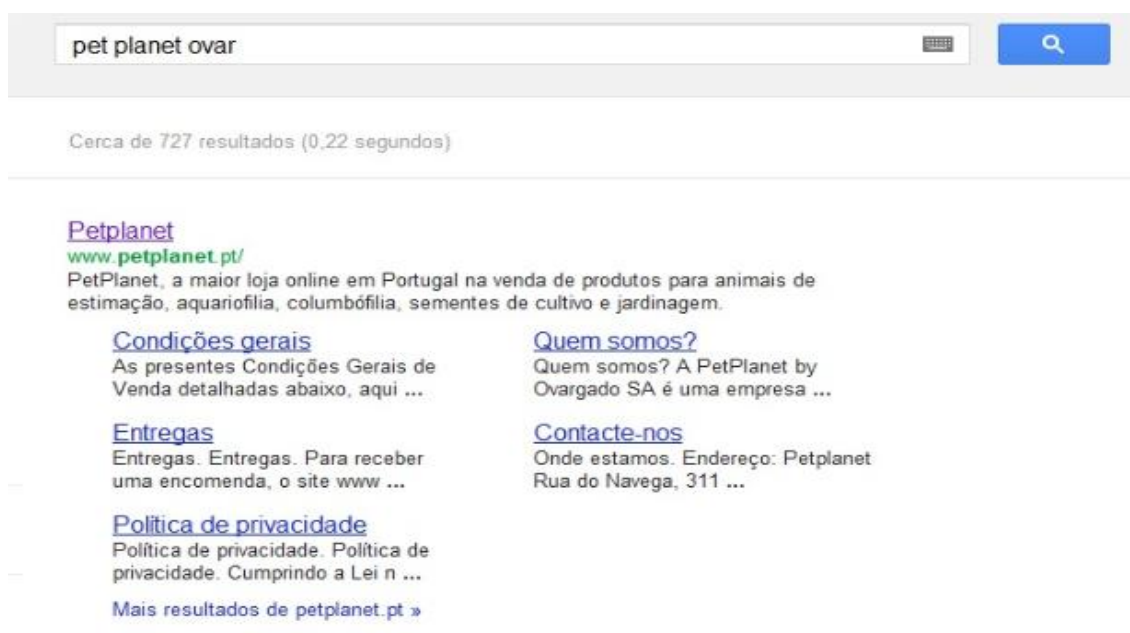 pet planet ovar
Cerca de 727 resultados (0,22 segundos)
Petplanet
www.petplanet.pt/
PetPlanet, a maior loja online em Portugal na venda de produtos para animais de
estimação, aquariofilia, columbófilia, sementes de cultivo e jardinagem.
Condições gerais
As presentes Condições Gerais de
Venda detalhadas abaixo, aqui ...
Quem somos?
Quem somos? A PetPlanet by
Ovargado SA é uma empresa ...
Entregas
Entregas. Entregas. Para receber
uma encomenda, o site www ...
Contacte-nos
Onde estamos. Endereço: Petplanet
Rua do Navega, 311 ...
Política de privacidade
Política de privacidade. Política de
privacidade. Cumprindo a Lei n ...
Mais resultados de petplanet.pt »